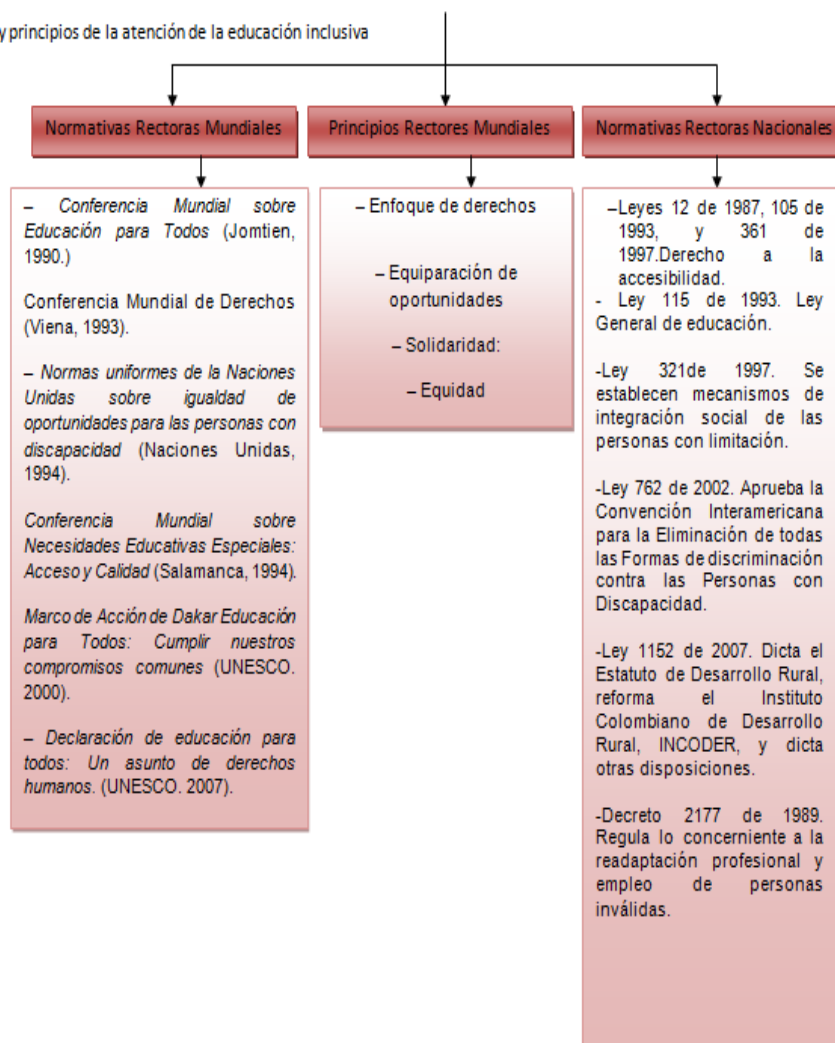 y principios de la atención de la educación inclusiva
Normativas Rectoras Mundiales
– Conferencia Mundial sobre
Educación para Todos (Jomtien,
1990.)
Conferencia Mundial de Derechos
(Viena, 1993).
– Normas uniformes de la Naciones
Unidas sobre igualdad de
oportunidades para las personas con
discapacidad (Naciones Unidas,
1994).
Conferencia Mundial sobre
Necesidades Educativas Especiales:
Acceso y Calidad (Salamanca, 1994).
Marco de Acción de Dakar Educación
para Todos: Cumplir nuestros
compromisos comunes (UNESCO.
2000).
– Declaración de educación para
todos: Un asunto de derechos
humanos. (UNESCO. 2007).
Principios Rectores Mundiales
– Enfoque de derechos
– Equiparación de
oportunidades
– Solidaridad:
– Equidad
Normativas Rectoras Nacionales
–Leyes 12 de 1987, 105 de
1993, y 361 de
1997.Derecho a la
accesibilidad.
- Ley 115 de 1993. Ley
General de educación.
-Ley 321de 1997. Se
establecen mecanismos de
integración social de las
personas con limitación.
-Ley 762 de 2002. Aprueba la
Convención Interamericana
para la Eliminación de todas
las Formas de discriminación
contra las Personas con
Discapacidad.
-Ley 1152 de 2007. Dicta el
Estatuto de Desarrollo Rural,
reforma el Instituto
Colombiano de Desarrollo
Rural, INCODER, y dicta
otras disposiciones.
-Decreto 2177 de 1989.
Regula lo concerniente a la
readaptación profesional y
empleo de personas
inválidas.